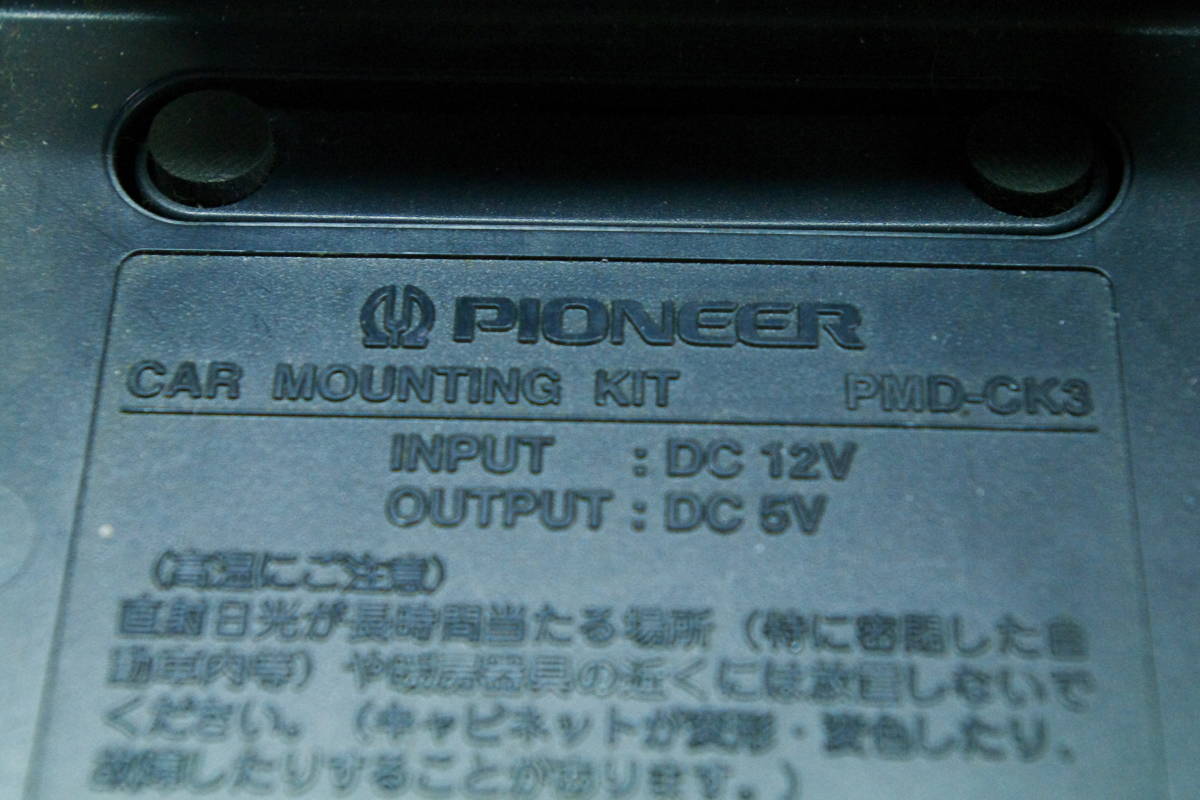 PIONEER
CAR MOUNTING KIT PMD-CK3
INPUT : DC 12V
OUTPUT : DC 5V
(高温にご注意)
直射日光が長時間当たる場所(特に密閉した自
動車内等)や暖房器具の近くには放置しないで
ください。(キャビネットが変形・変色したり、
故障したりすることがあります。)